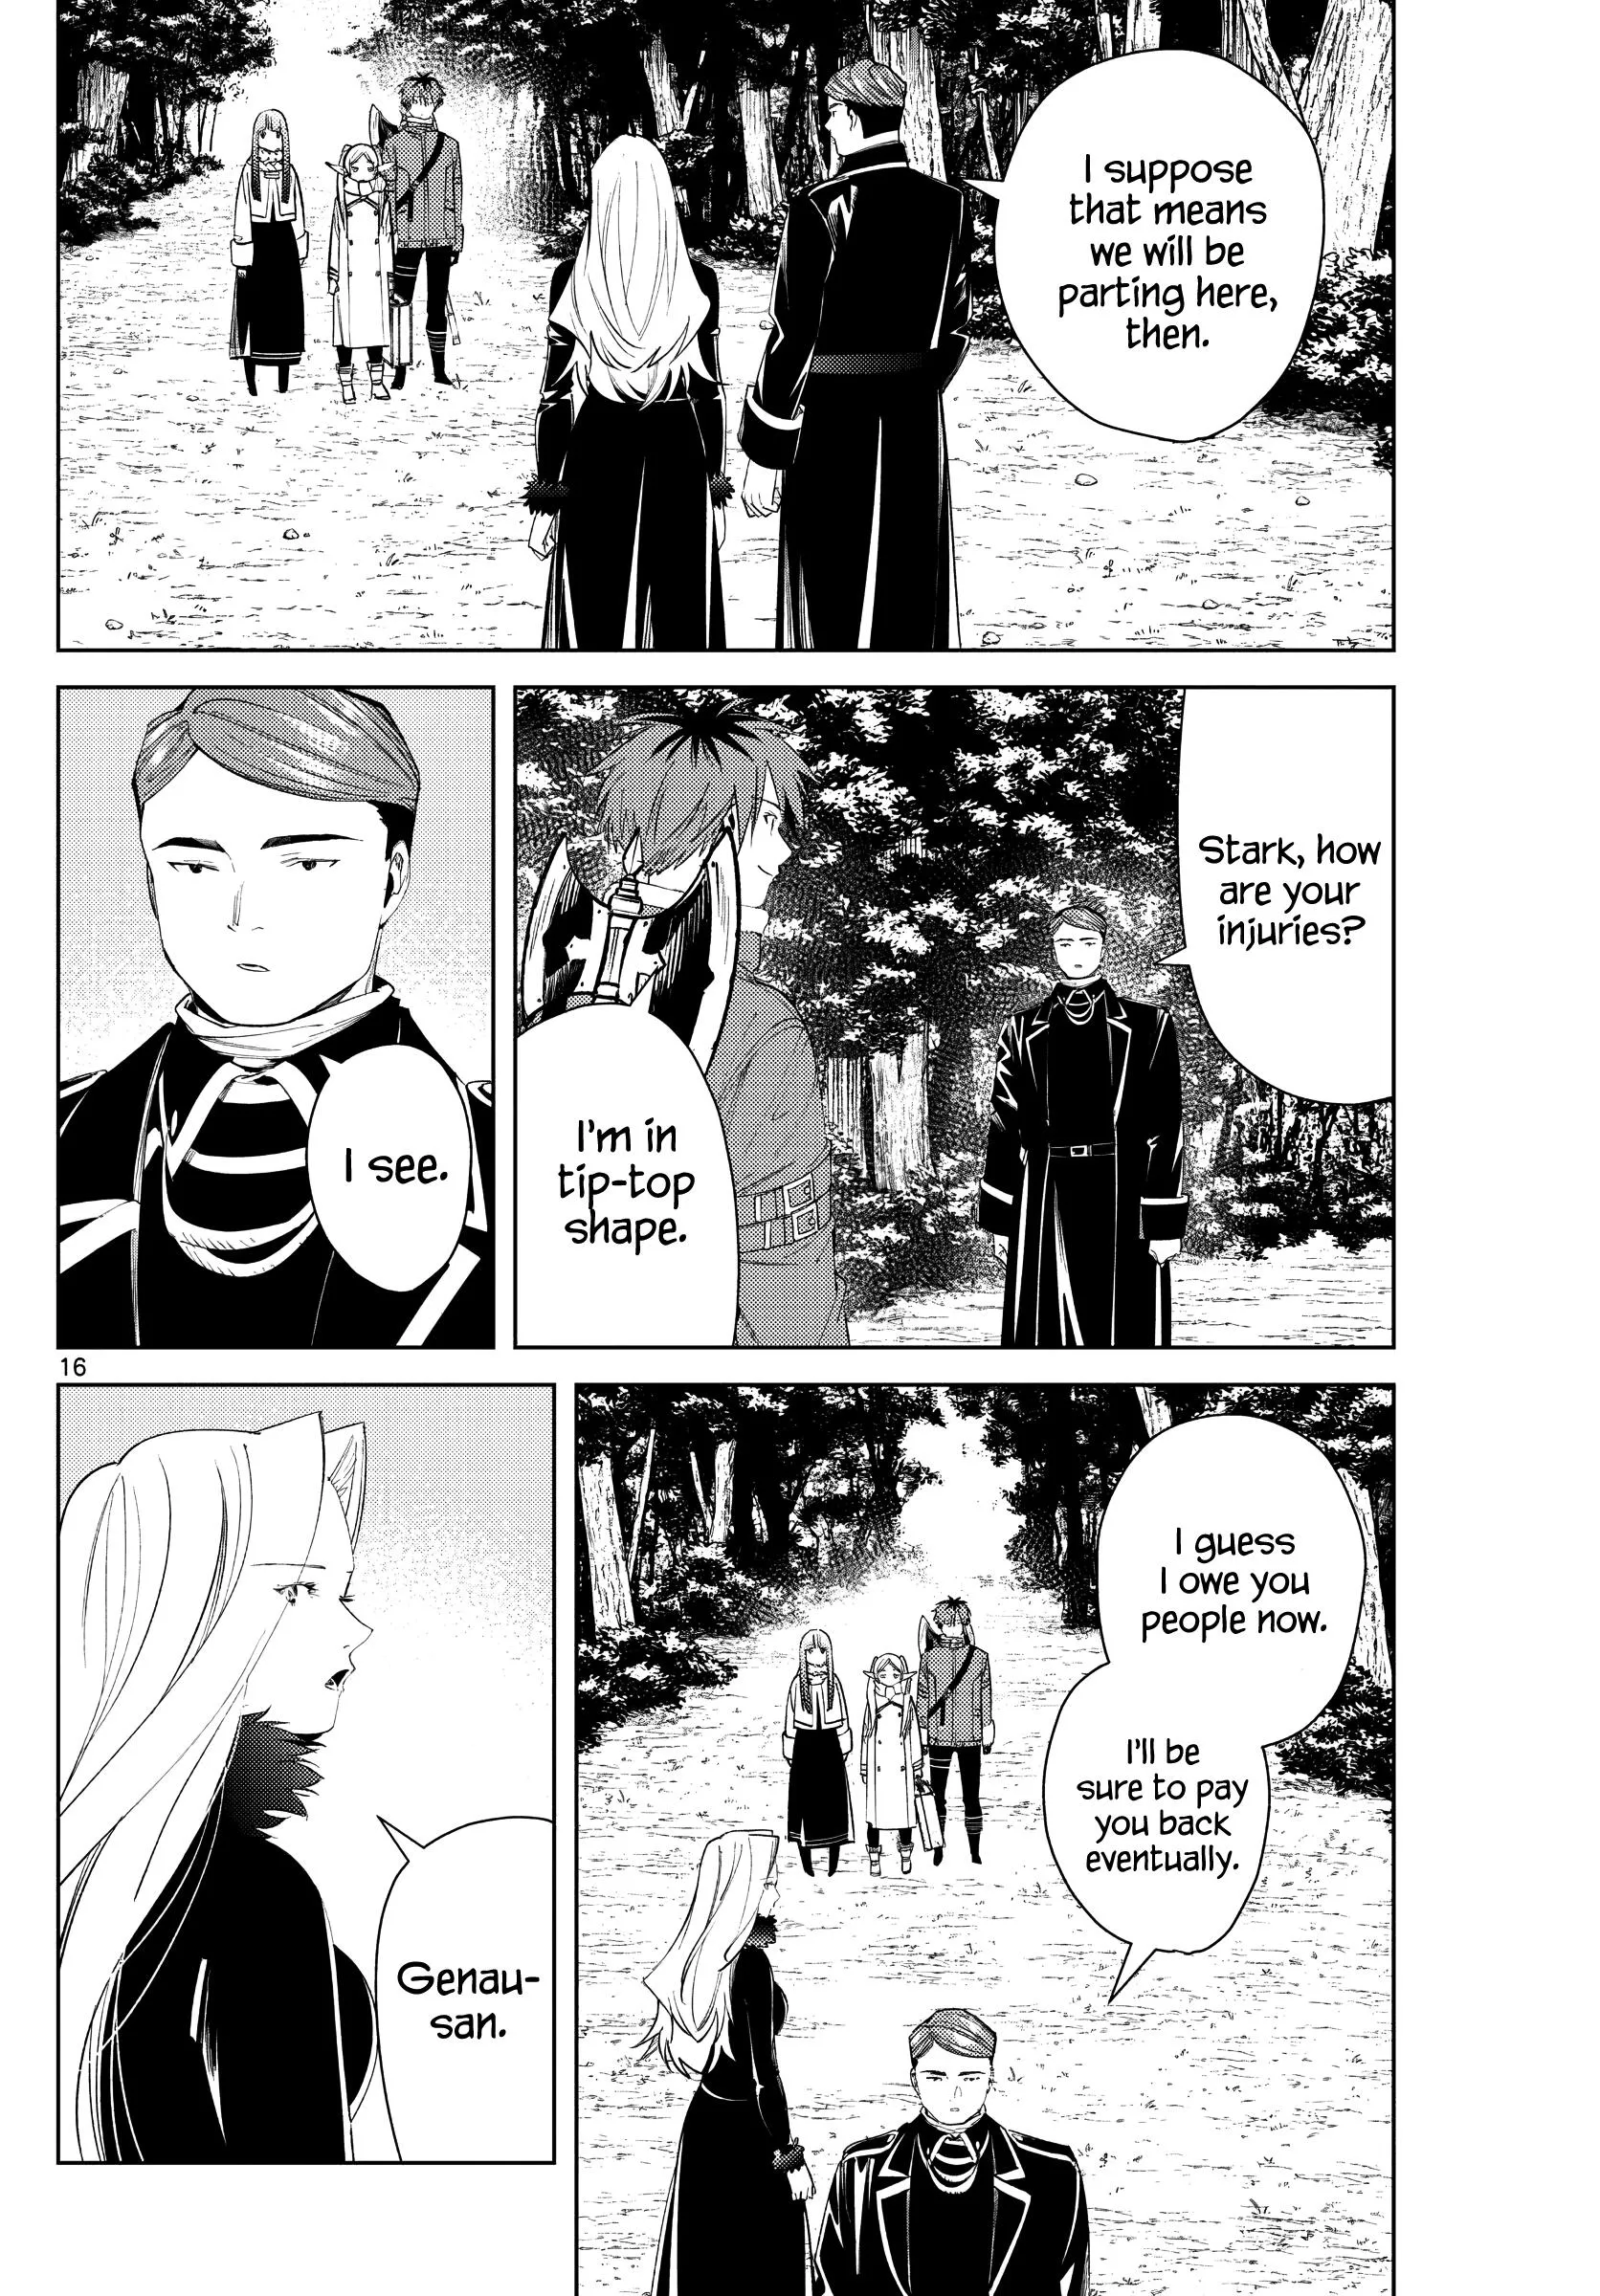 I suppose
that means
we will be
parting here,
then.
Stark, how
are your
injuries?
I'm in
tip-top
shape.
I see.
16
I guess
I owe you
people now.
I'll be
sure to pay
you back
eventually.
Genau-
san.